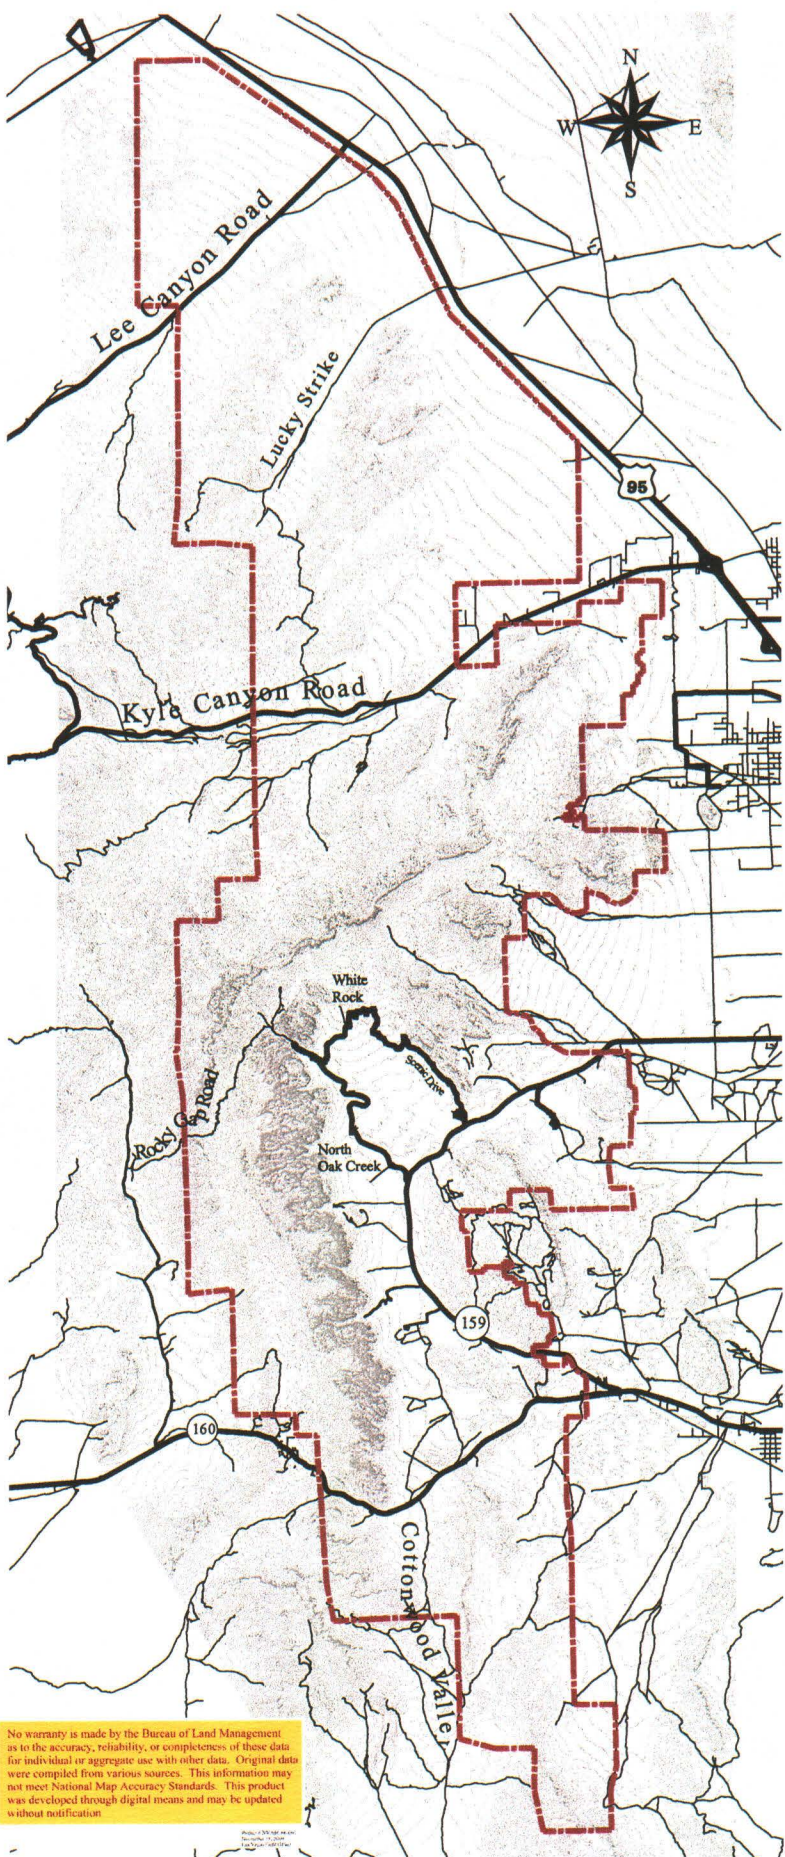 N
W E
S
Lee Canyon Road
Lucky Strike
95
Kyle Canyon Road
White
Rock
Scenic Dive
Rocky Gap Road
North
Oak Creek
159
160
Cottonwood Valler
No warranty is made by the Bureau of Land Management
as to the accuracy, reliability, or completeness of these data
for individual or aggregate use with other data. Original data
were compiled from various sources. This information may
not meet National Map Accuracy Standards. This product
was developed through digital means and may be updated
without notification